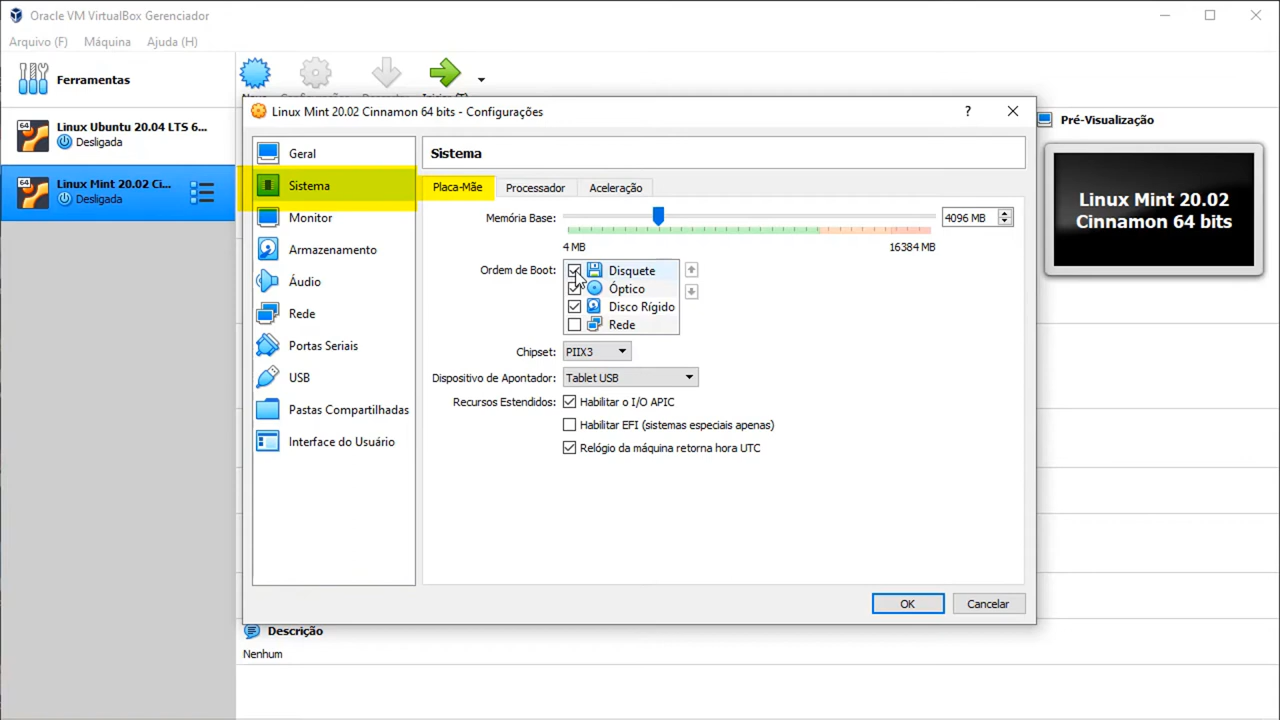 Oracle VM VirtualBox Gerenciador
Arquivo (F) Máquina Ajuda (H)
Ferramentas
64 Linux Ubuntu 20.04 LTS 6...
Desligada
64 Linux Mint 20.02 Ci...
Desligada
Linux Mint 20.02 Cinnamon 64 bits - Configurações
?
Geral
Sistema
Monitor
Armazenamento
Áudio
Rede
Portas Seriais
USB
Pastas Compartilhadas
Interface do Usuário
Sistema
Placa-Mãe Processador Aceleração
Memória Base: 4096 MB
4 MB 16384 MB
Ordem de Boot: Disquete
Óptico
Disco Rígido
Rede
Chipset: PIIX3
Dispositivo de Apontador: Tablet USB
Recursos Estendidos: Habilitar o I/O APIC
Habilitar EFI (sistemas especiais apenas)
Relógio da máquina retorna hora UTC
OK Cancelar
Pré-Visualização
Linux Mint 20.02
Cinnamon 64 bits
Descrição
Nenhum